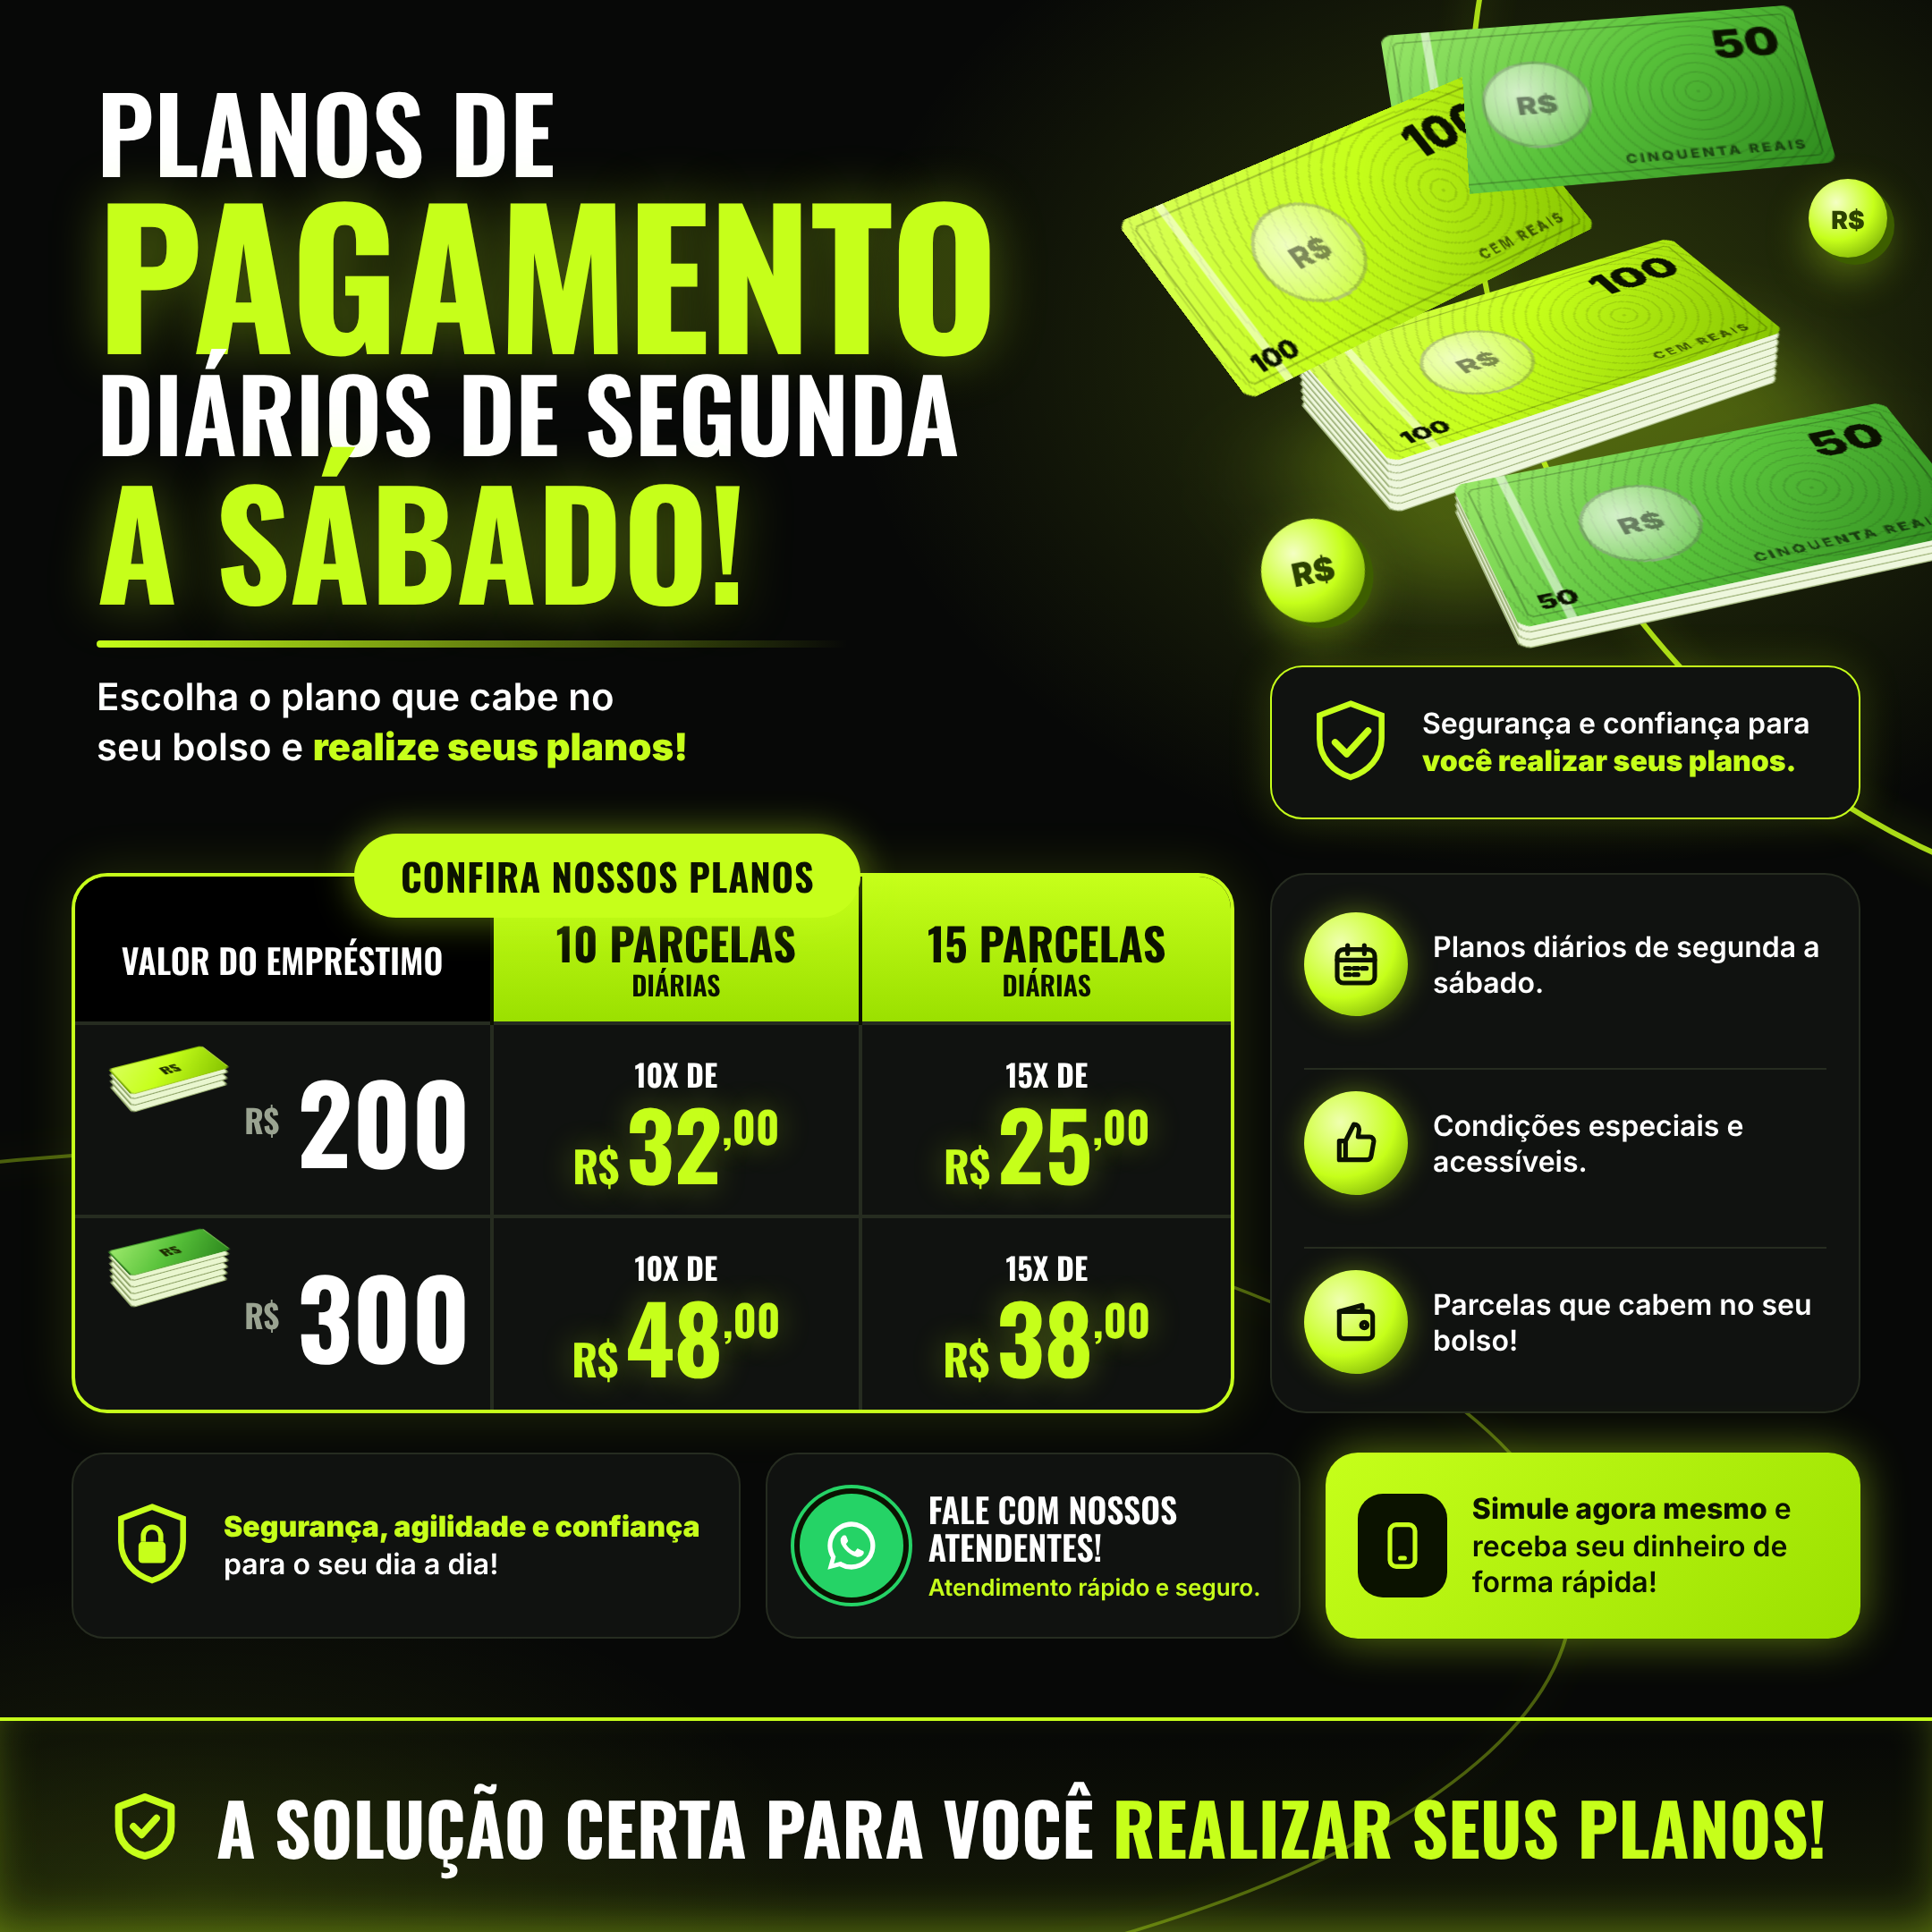 PLANOS DE
PAGAMENTO
DIÁRIOS DE SEGUNDA
A SÁBADO!
Escolha o plano que cabe no
seu bolso e realize seus planos!
50
R$
CINQUENTA REAIS
100
R$
CEM REAIS
100
R$
100
R$
CEM REAIS
100
50
R$
CINQUENTA REAI
50
R$
Segurança e confiança para
você realizar seus planos.
CONFIRA NOSSOS PLANOS
VALOR DO EMPRÉSTIMO
10 PARCELAS
DIÁRIAS
15 PARCELAS
DIÁRIAS
R$
R$ 200
10X DE
R$ 32,00
15X DE
R$ 25,00
R$
R$ 300
10X DE
R$ 48,00
15X DE
R$ 38,00
Planos diários de segunda a
sábado.
Condições especiais e
acessíveis.
Parcelas que cabem no seu
bolso!
Segurança, agilidade e confiança
para o seu dia a dia!
FALE COM NOSSOS
ATENDENTES!
Atendimento rápido e seguro.
Simule agora mesmo e
receba seu dinheiro de
forma rápida!
A SOLUÇÃO CERTA PARA VOCÊ REALIZAR SEUS PLANOS!